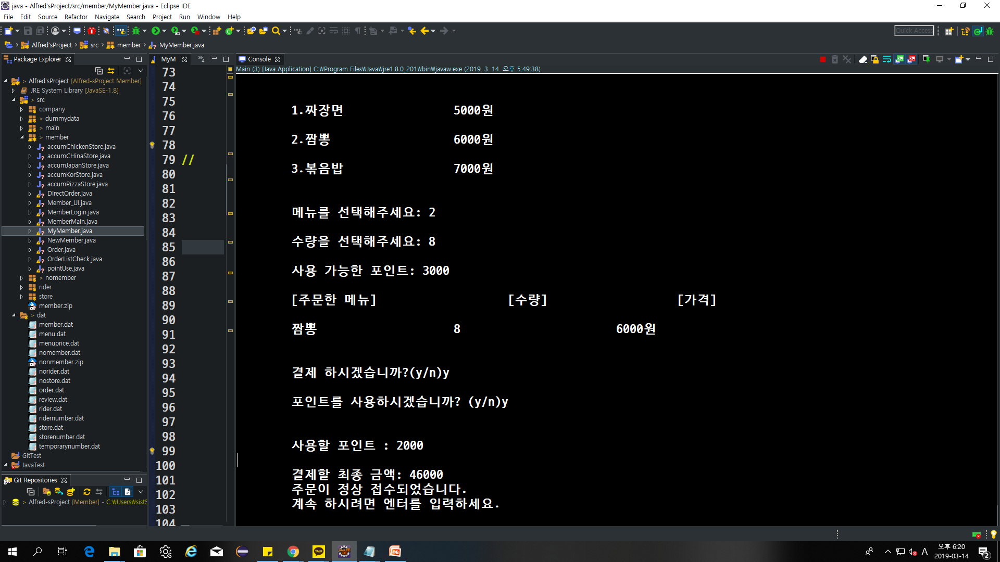 java - Alfred'sProject/src/member/MyMember.java - Eclipse IDE
File Edit Source Refactor Navigate Search Project Run Window Help
Quick Access
Alfred'sProject src member MyMember.java
Package Explorer
MyM
4
Console
Main (3) [Java Application] C:₩Program Files₩Java₩jre1.8.0_201₩bin₩javaw.exe (2019. 3. 14. 오후 5:49:38)
> Alfred'sProject [Alfred-sProject Member]
JRE System Library [JavaSE-1.8]
> src
company
> dummydata
> main
> member
accumChickenStore.java
accumCHinaStore.java
accumJapanStore.java
accumKorStore.java
accumPizzaStore.java
DirectOrder.java
Member_UI.java
MemberLogin.java
MemberMain.java
MyMember.java
NewMember.java
Order.java
OrderListCheck.java
pointUse.java
> nomember
rider
store
member.zip
> dat
member.dat
menu.dat
menuprice.dat
nomember.dat
nonmember.zip
norider.dat
nostore.dat
order.dat
review.dat
rider.dat
ridernumber.dat
store.dat
storenumber.dat
temporarynumber.dat
GitTest
JavaTest
Git Repositories
> Alfred-sProject [Member] - C:₩Users₩sist5
73
74
75
76
77
78
79 //
80
81
82
83
84
85
86
87
88
89
90
91
92
93
94
95
96
97
98
99
100
101
102
103
104
1.짜장면 5000원
2.짬뽕 6000원
3.볶음밥 7000원
메뉴를 선택해주세요: 2
수량을 선택해주세요: 8
사용 가능한 포인트: 3000
[주문한 메뉴] [수량] [가격]
짬뽕 8 6000원
결제 하시겠습니까?(y/n)y
포인트를 사용하시겠습니까? (y/n)y
사용할 포인트 : 2000
결제할 최종 금액: 46000
주문이 정상 접수되었습니다.
계속 하시려면 엔터를 입력하세요.
TALK
A
오후 6:20
2019-03-14
2